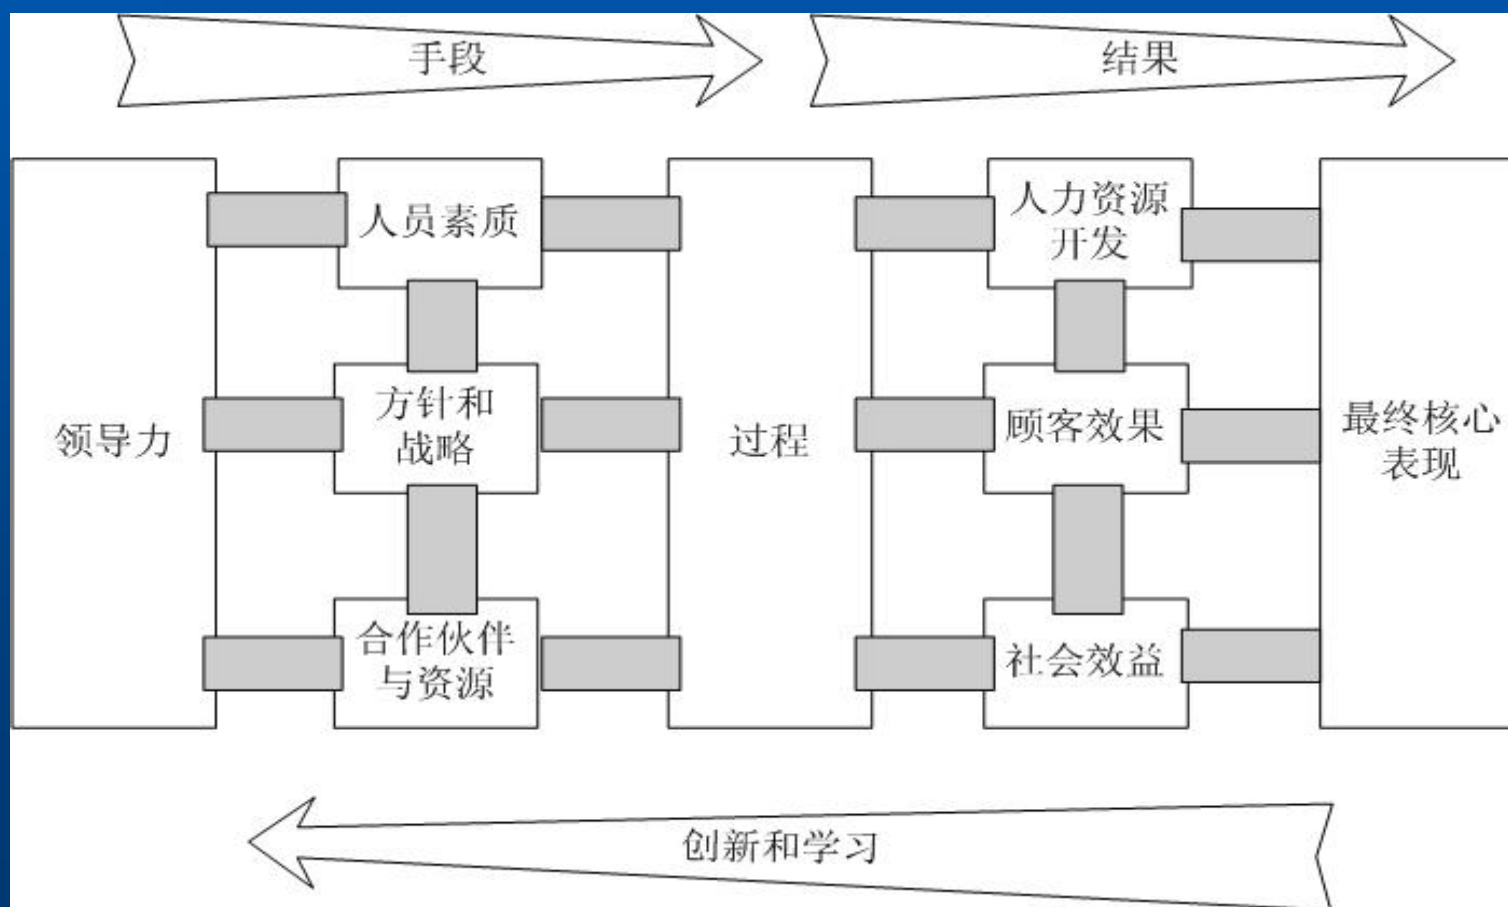 手段
结果
人员素质
人力资源
开发
领导力
方针和
战略
过程
顾客效果
最终核心
表现
合作伙伴
与资源
社会效益
创新和学习